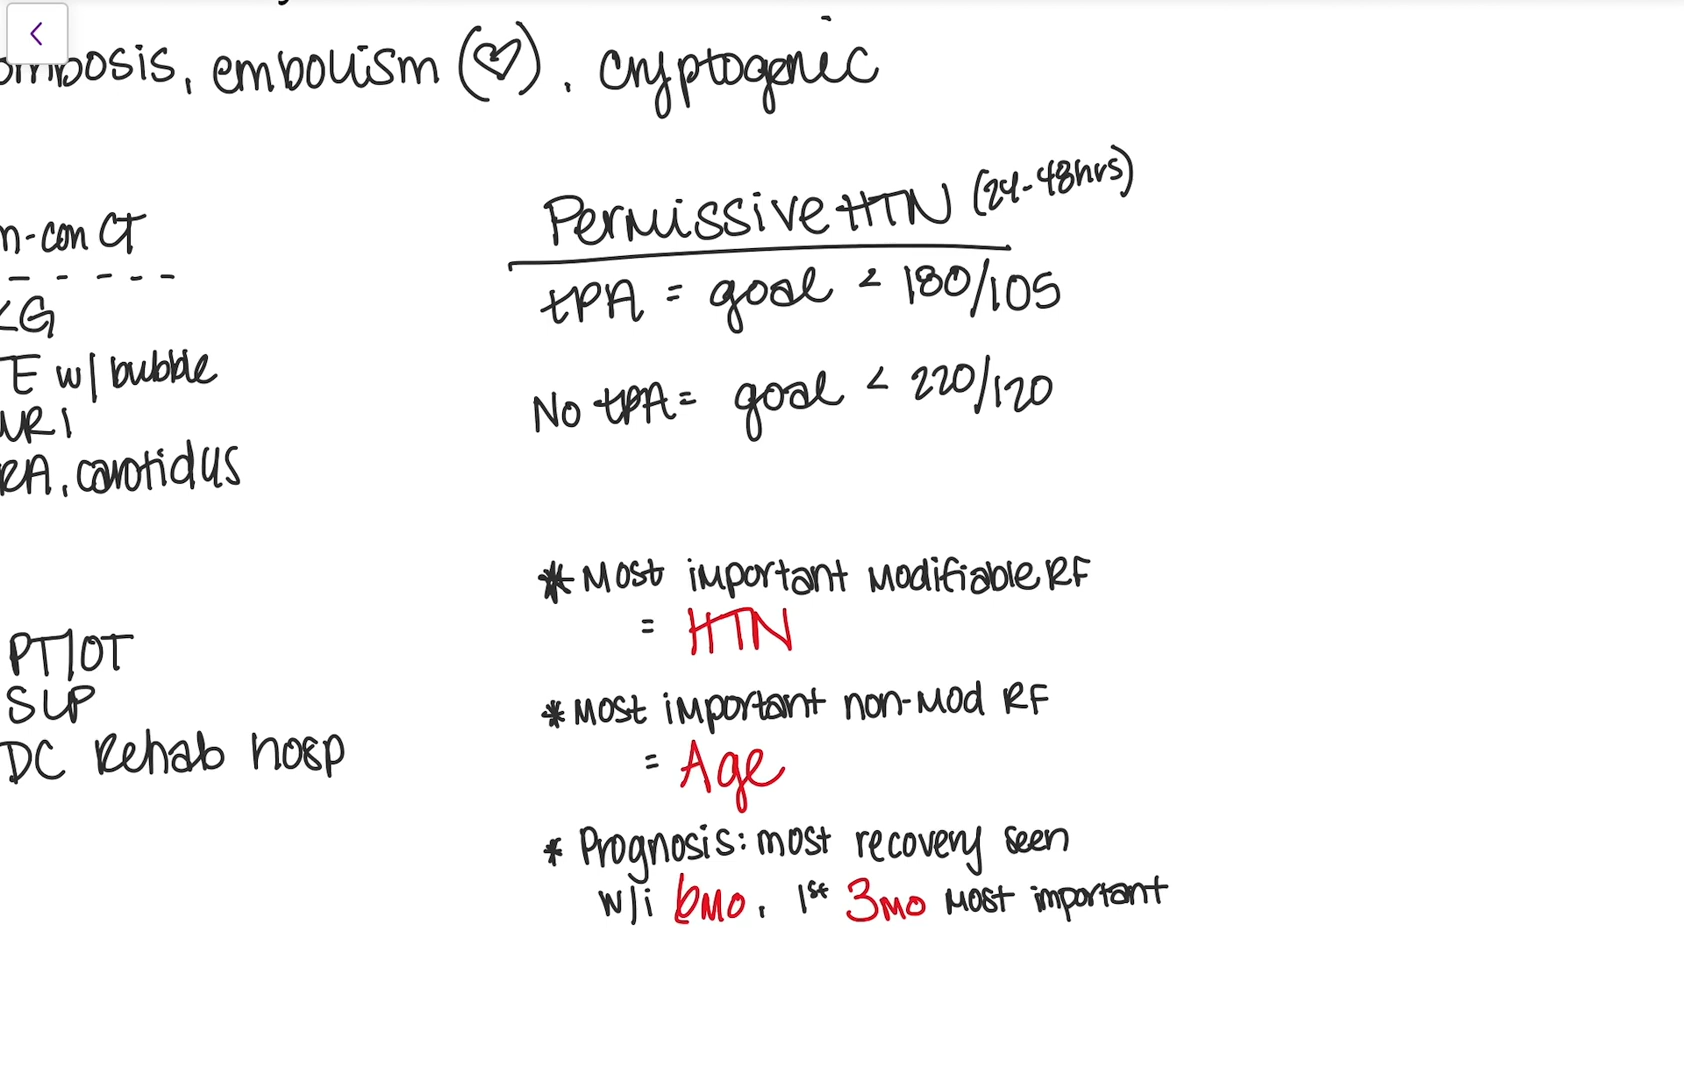 ombosis, embolism (♡), cryptogenic
n-con CT
KG
TE w/ bubble
MRI
RA, carotid us
PT/OT
SLP
DC Rehab hosp
Permissive HTN (24-48hrs)
tPA = goal < 180/105
No tPA = goal < 220/120
* Most important modifiable RF
= HTN
* Most important non-mod RF
= Age
* Prognosis: most recovery seen
w/i 6mo, 1st 3mo most important